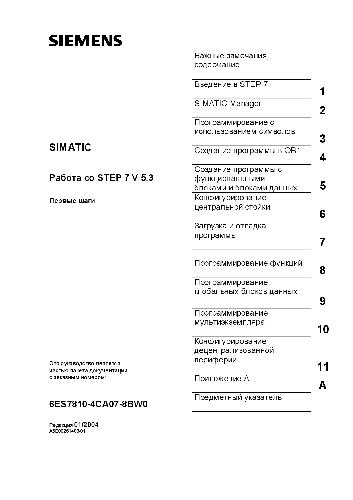 SIEMENS
SIMATIC
Работа со STEP 7 V 5.3
Первые шаги
Это руководство является
частью пакета документации
с заказным номером:
6ES7810-4CA07-8BW0
Редакция 01/2004
Важные замечания,
содержание
Введение в STEP 7
1
SIMATIC Manager
2
Программирование с
использованием символов
3
Создание программы в OB1
4
Создание программы с
функциональными
блоками и блоками данных
5
Конфигурирование
центральной стойки
6
Загрузка и отладка
программы
7
Программирование функций
8
Программирование
глобальных блоков данных
9
Программирование
мультиэкземпляра
10
Конфигурирование
децентрализованной
периферии
11
Приложение A
A
Предметный указатель